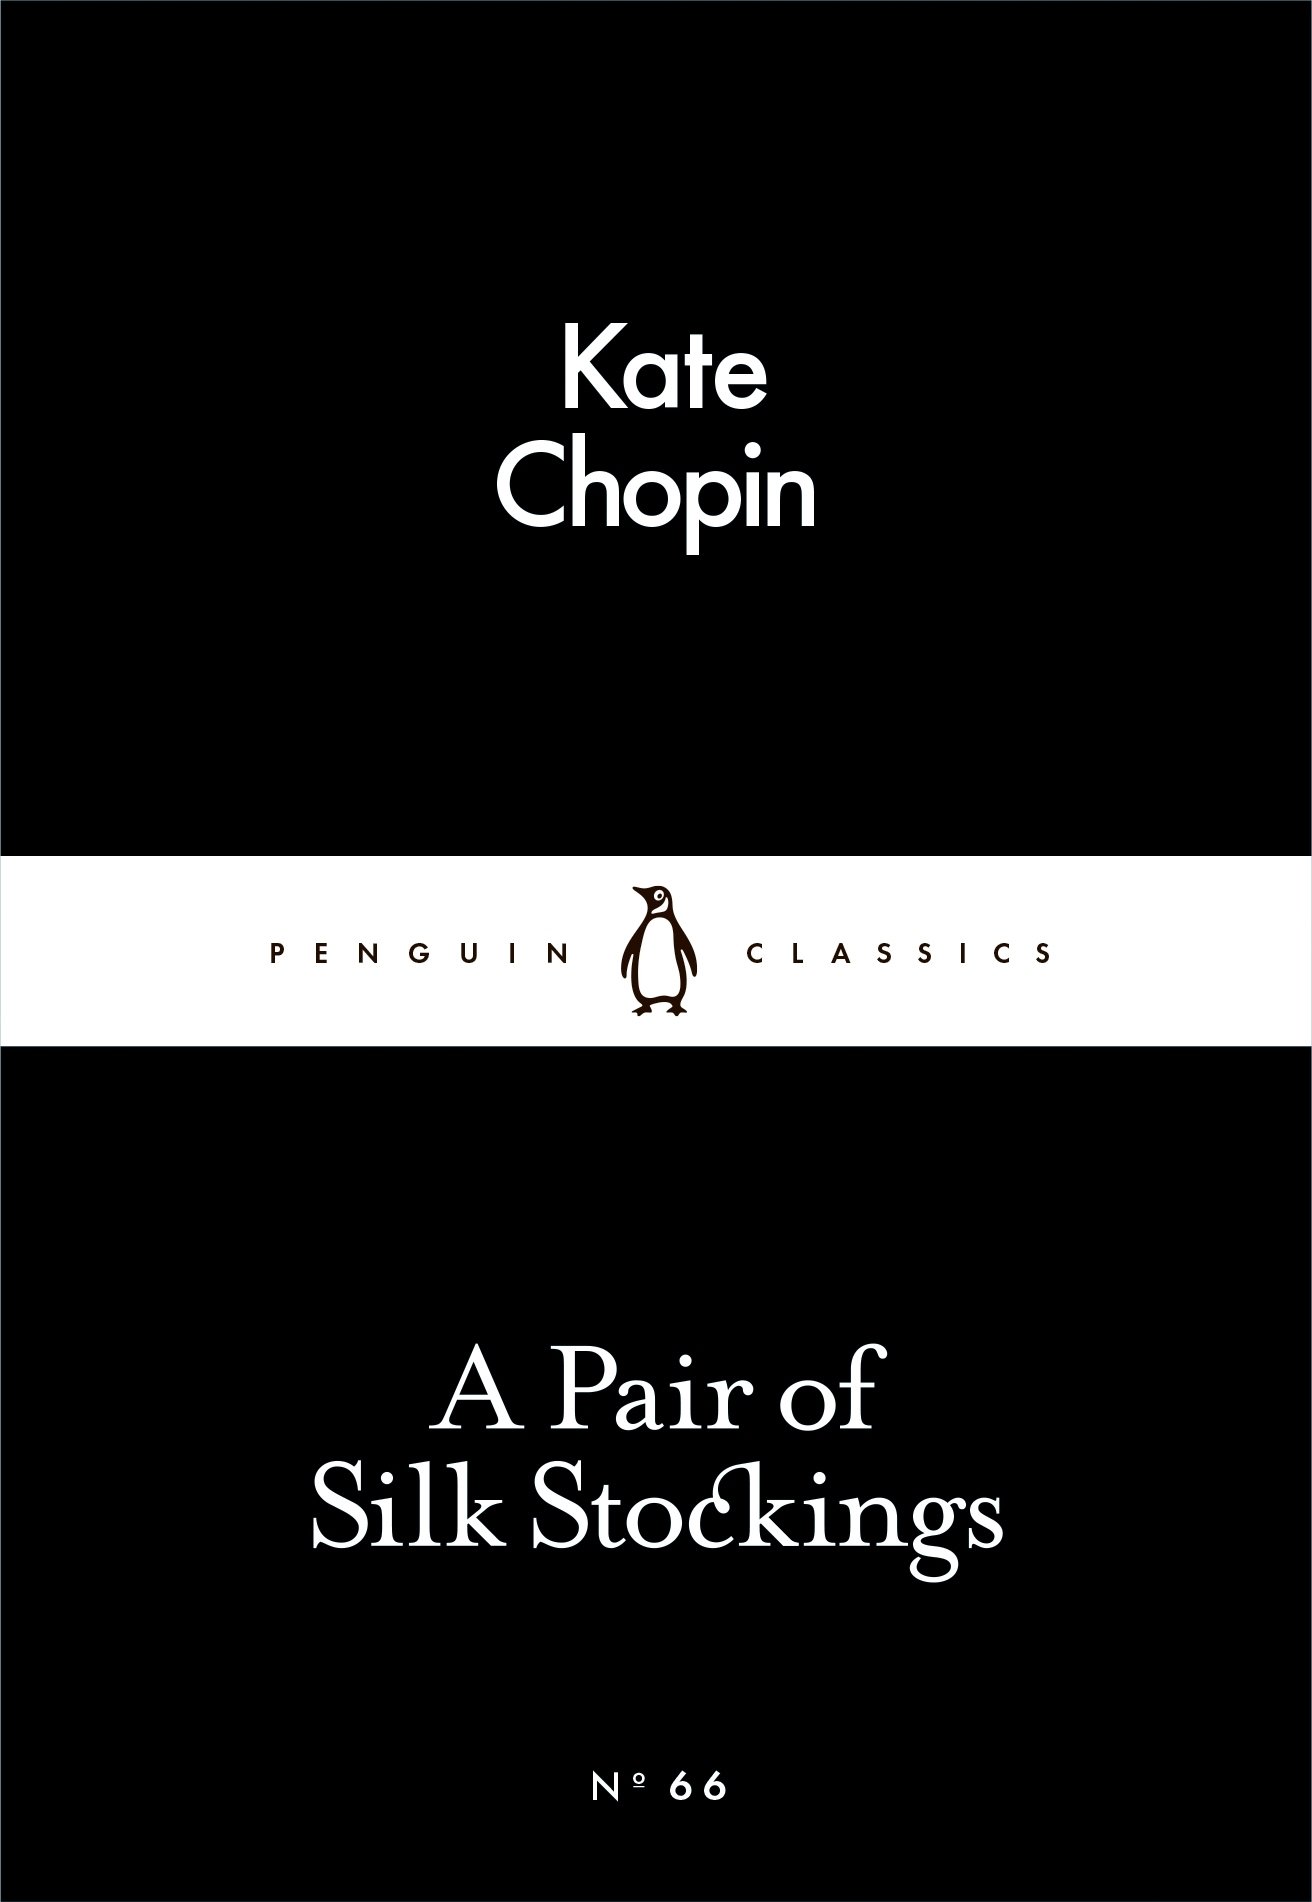 Kate
Chopin
PENGUIN CLASSICS
A Pair of
Silk Stockings
Nº 66